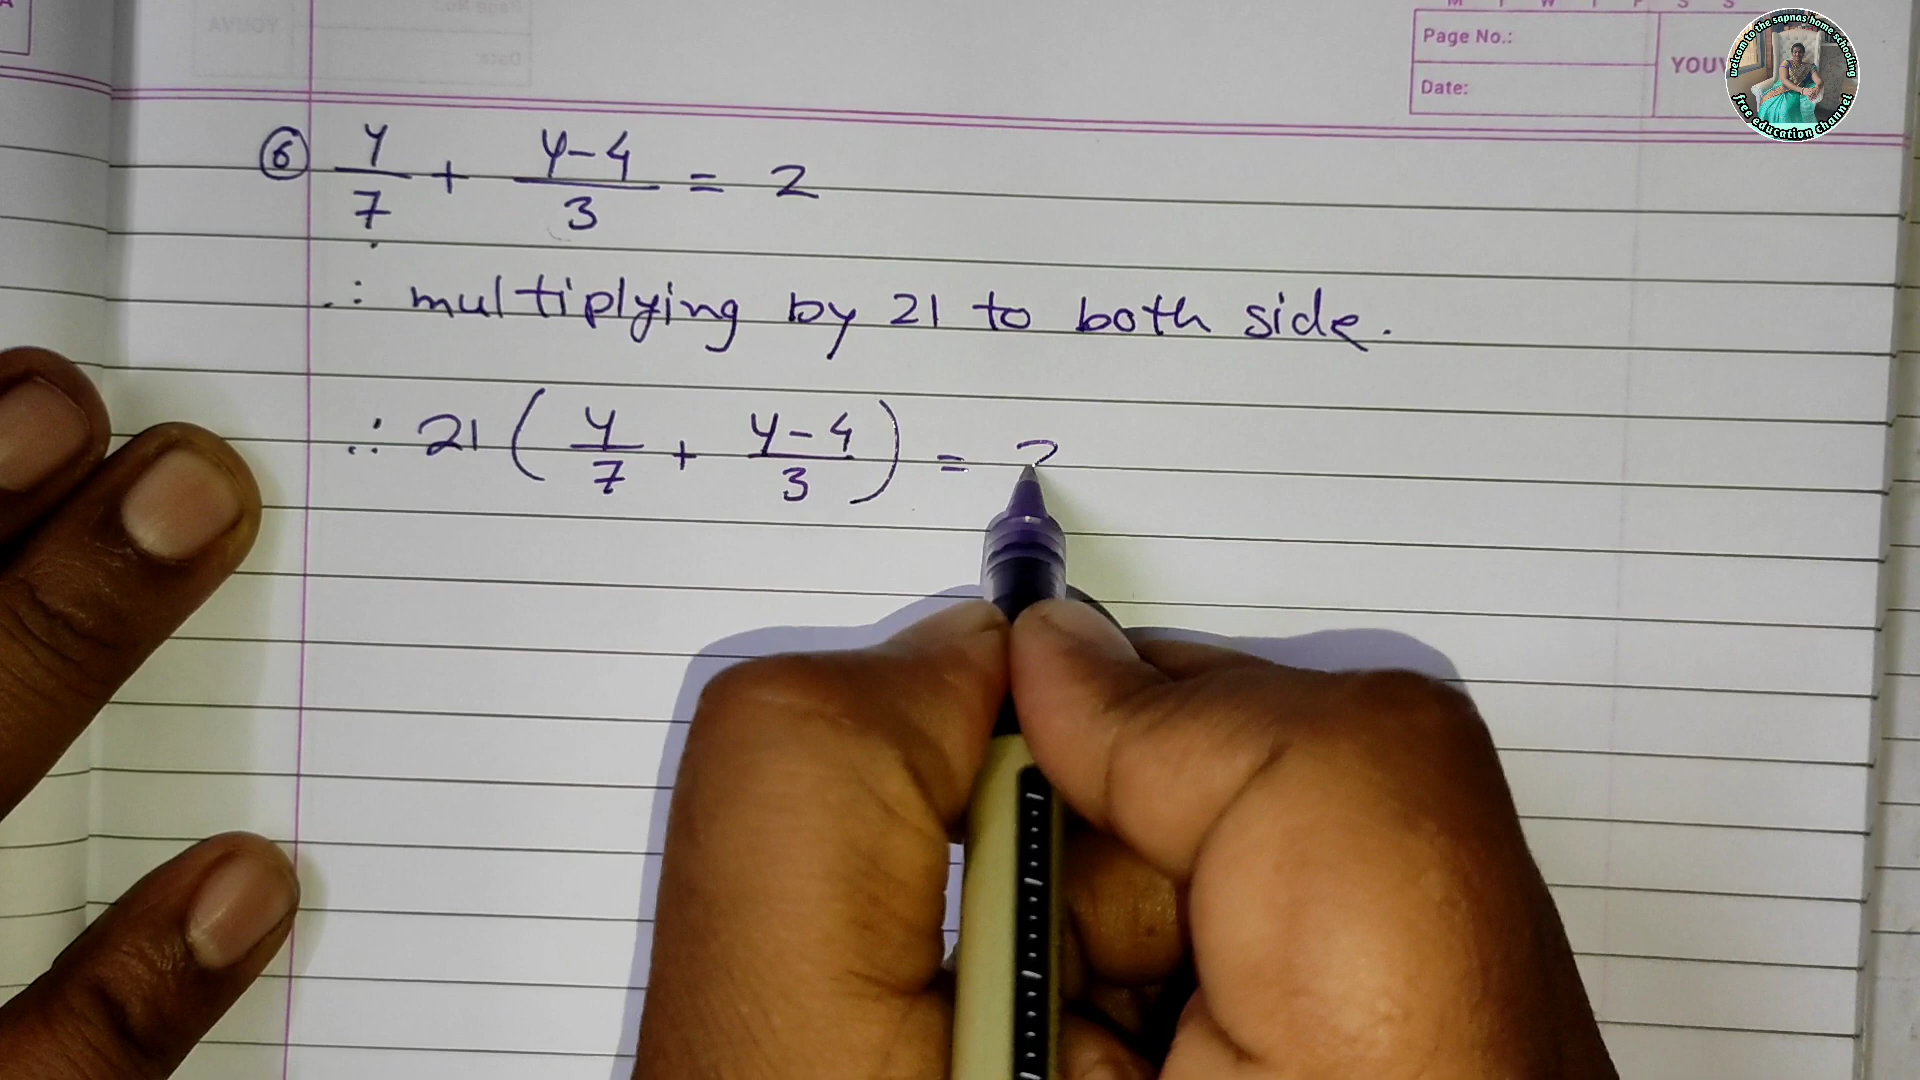 M T W T F S S
Page No.:
YOUV
Date:
welcom to the sapnas home schooling
free education channel
⑥ y/7 + y-4/3 = 2
∴ multiplying by 21 to both side.
∴ 21 ( y/7 + y-4/3 ) = 2